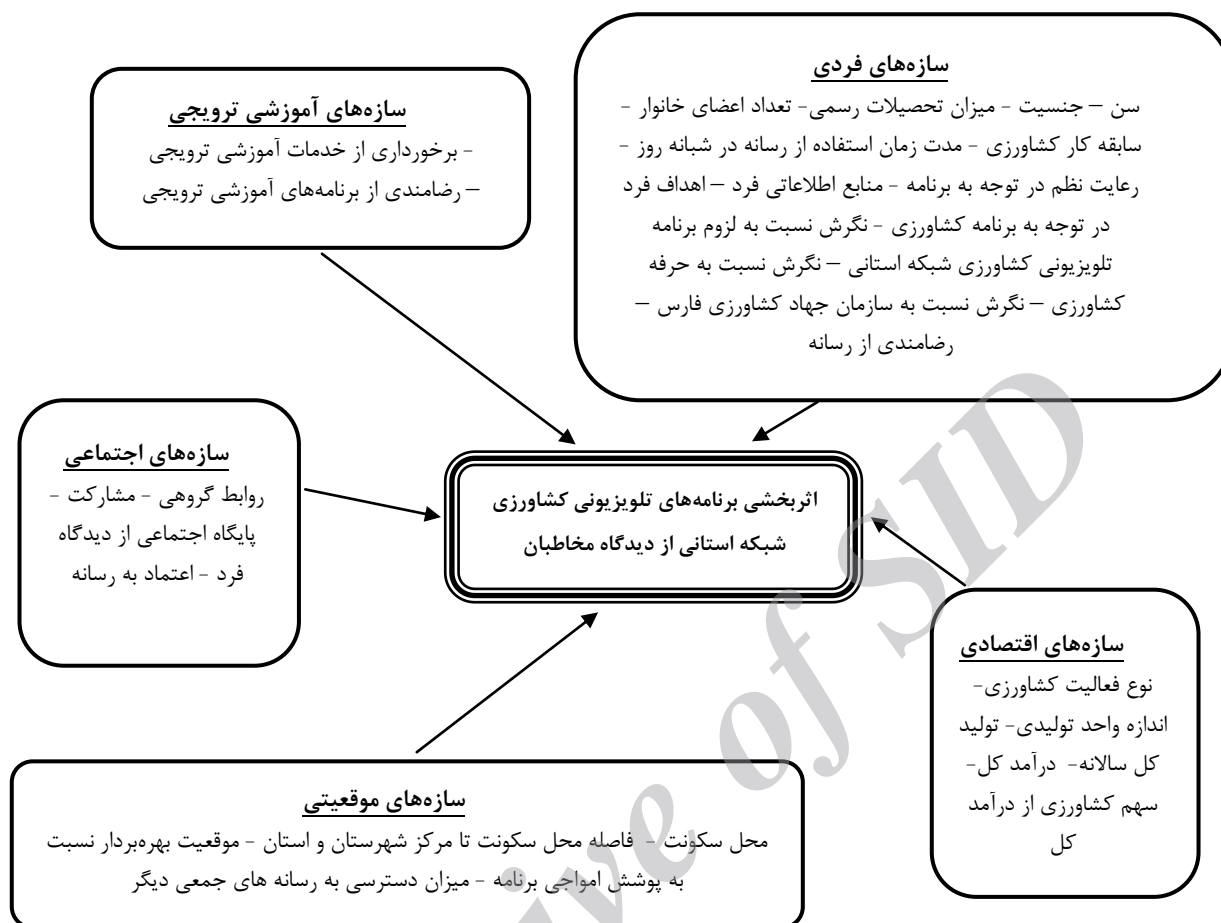 سازه‌های فردی
سن – جنسیت - میزان تحصیلات رسمی- تعداد اعضای خانوار -
سابقه کار کشاورزی - مدت زمان استفاده از رسانه در شبانه روز -
رعایت نظم در توجه به برنامه - منابع اطلاعاتی فرد – اهداف فرد
در توجه به برنامه کشاورزی - نگرش نسبت به لزوم برنامه
تلویزیونی کشاورزی شبکه استانی – نگرش نسبت به حرفه
کشاورزی – نگرش نسبت به سازمان جهاد کشاورزی فارس –
رضامندی از رسانه
سازه‌های آموزشی ترویجی
- برخورداری از خدمات آموزشی ترویجی
– رضامندی از برنامه‌های آموزشی ترویجی
سازه‌های اجتماعی
روابط گروهی - مشارکت -
پایگاه اجتماعی از دیدگاه
فرد - اعتماد به رسانه
اثربخشی برنامه‌های تلویزیونی کشاورزی
شبکه استانی از دیدگاه مخاطبان
سازه‌های اقتصادی
نوع فعالیت کشاورزی-
اندازه واحد تولیدی- تولید
کل سالانه- درآمد کل-
سهم کشاورزی از درآمد
کل
سازه‌های موقعیتی
محل سکونت - فاصله محل سکونت تا مرکز شهرستان و استان - موقعیت بهره‌بردار نسبت
به پوشش امواجی برنامه - میزان دسترسی به رسانه های جمعی دیگر
ive of SID